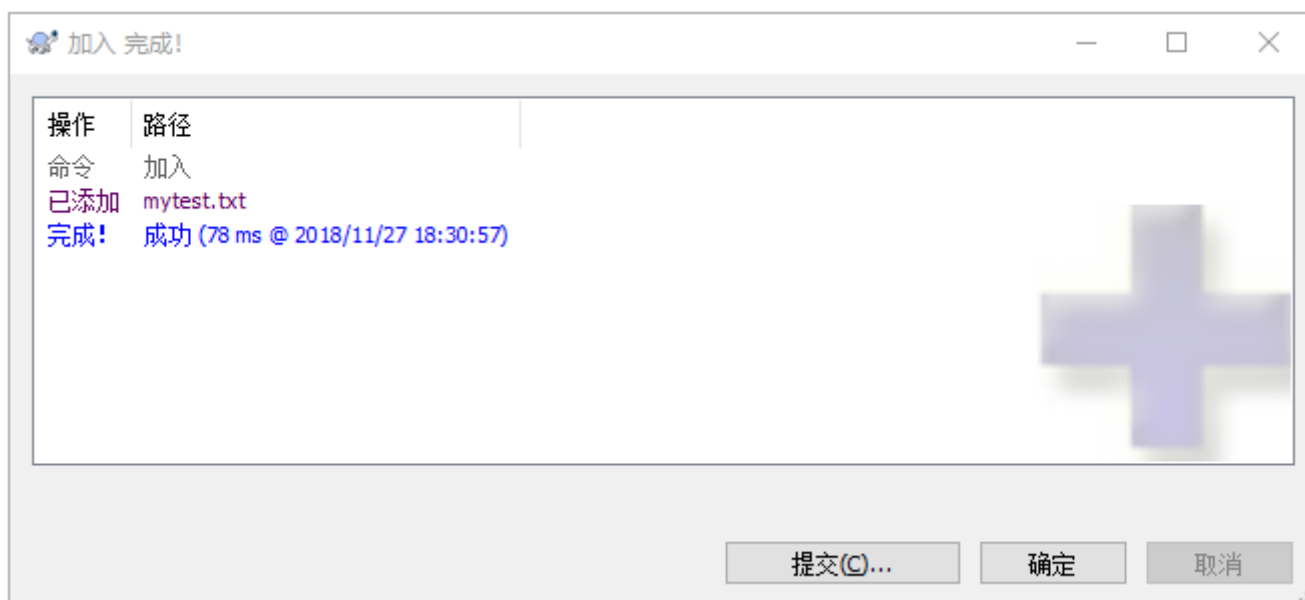 加入 完成!
操作 路径
命令 加入
已添加 mytest.txt
完成! 成功 (78 ms @ 2018/11/27 18:30:57)
提交(C)... 确定 取消